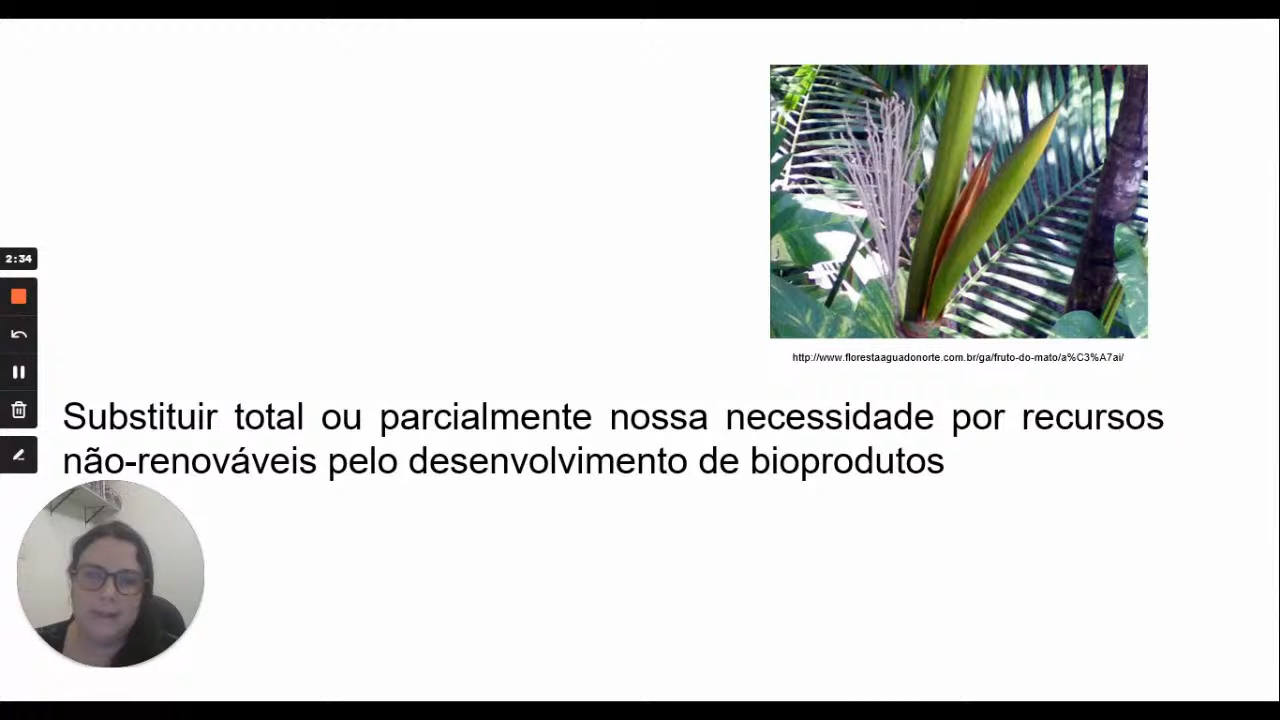 http://www.florestaaguadonorte.com.br/ga/fruto-do-mato/a%C3%A7ai/
2:34
Substituir total ou parcialmente nossa necessidade por recursos
não-renováveis pelo desenvolvimento de bioprodutos